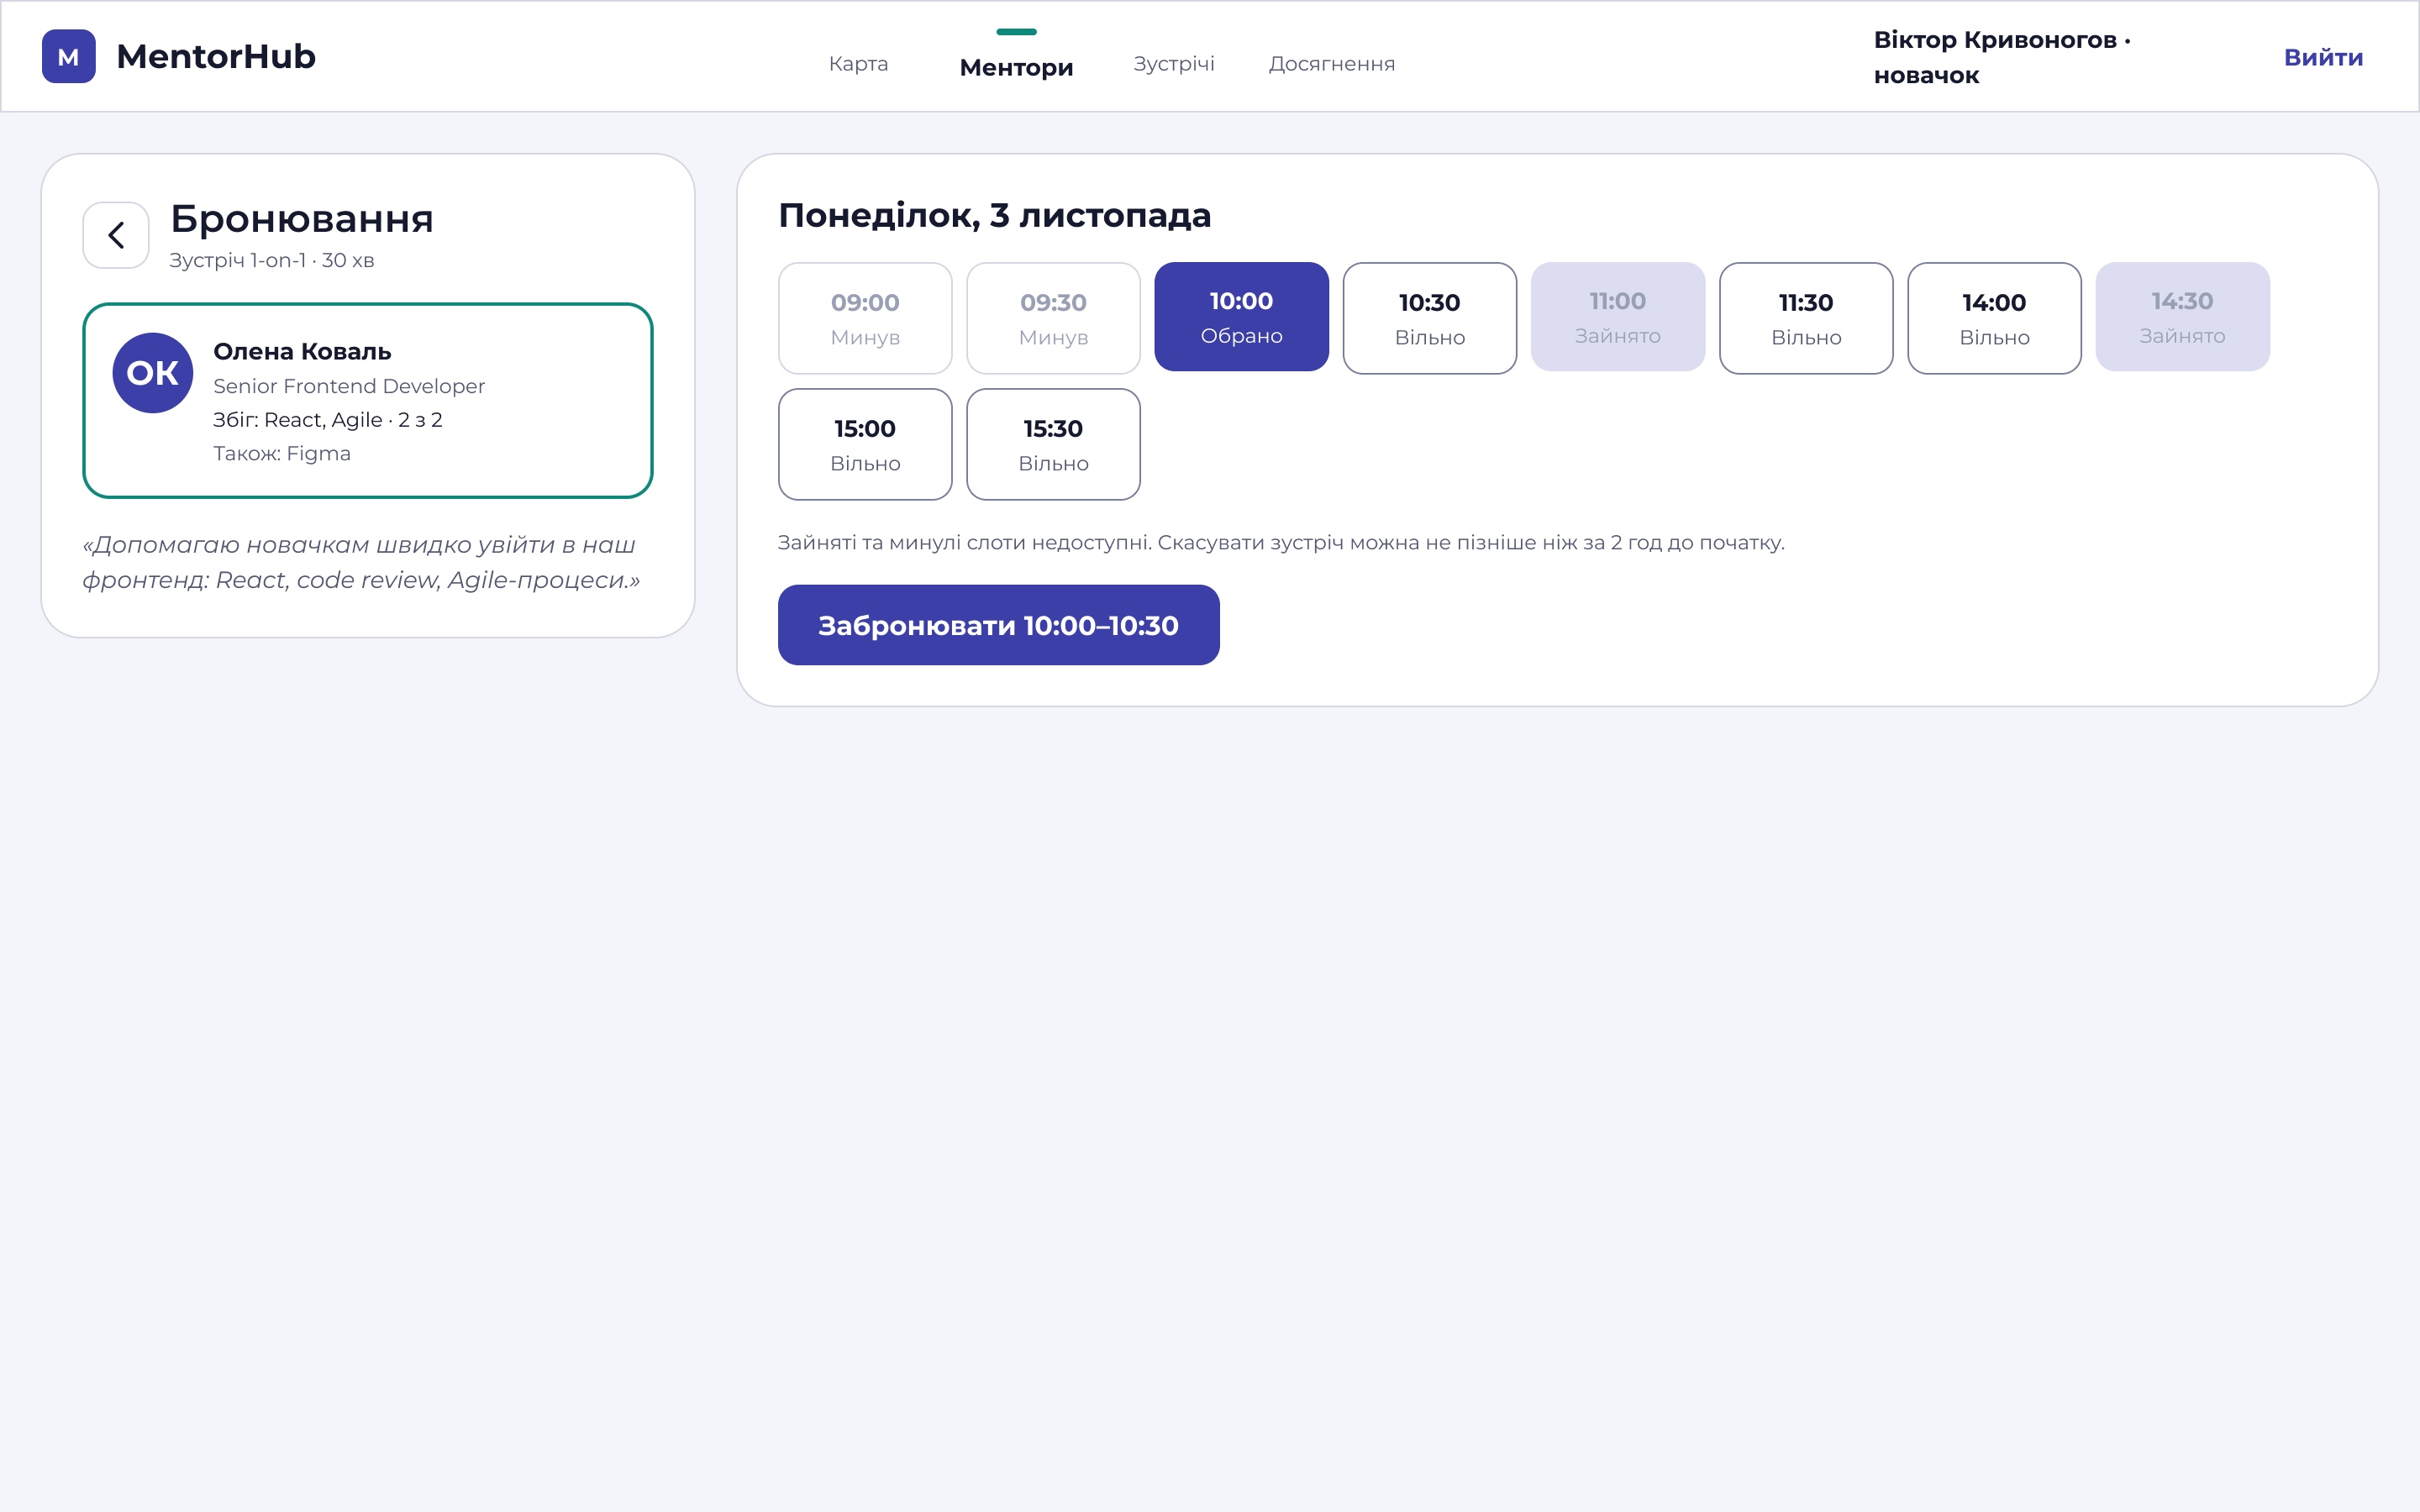 M
MentorHub
Карта
Ментори
Зустрічі
Досягнення
Віктор Кривоногов ·
новачок
Вийти
Бронювання
Зустріч 1-on-1 · 30 хв
ОК
Олена Коваль
Senior Frontend Developer
Збіг: React, Agile · 2 з 2
Також: Figma
«Допомагаю новачкам швидко увійти в наш
фронтенд: React, code review, Agile-процеси.»
Понеділок, 3 листопада
09:00
Минув
09:30
Минув
10:00
Обрано
10:30
Вільно
11:00
Зайнято
11:30
Вільно
14:00
Вільно
14:30
Зайнято
15:00
Вільно
15:30
Вільно
Зайняті та минулі слоти недоступні. Скасувати зустріч можна не пізніше ніж за 2 год до початку.
Забронювати 10:00–10:30